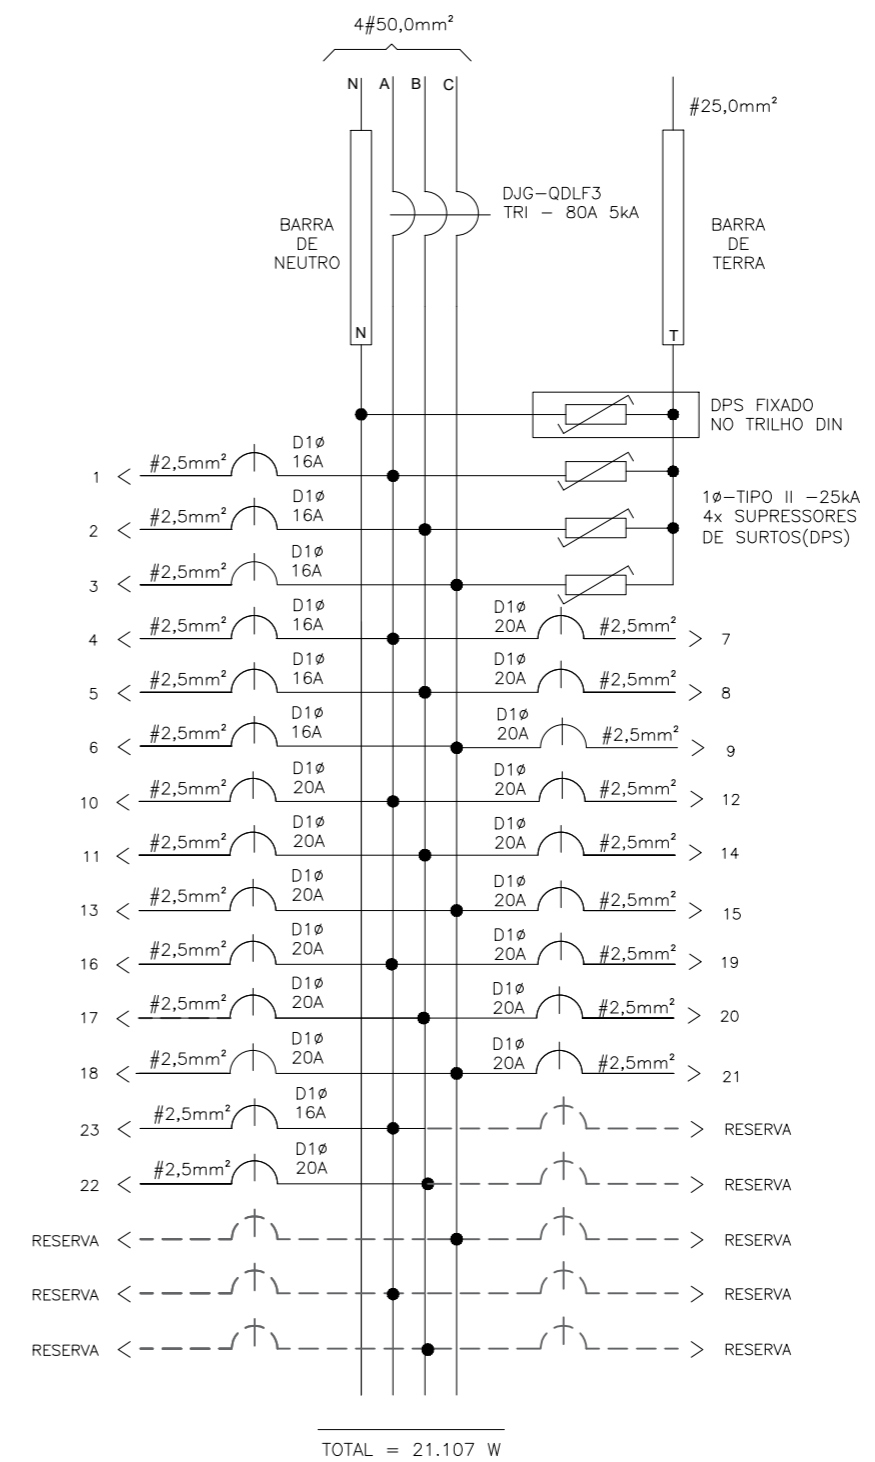 4#50,0mm²
N A B C
#25,0mm²
DJG-QDLF3
TRI - 80A 5kA
BARRA
DE
NEUTRO
BARRA
DE
TERRA
N
T
DPS FIXADO
NO TRILHO DIN
1ø-TIPO II -25kA
4x SUPRESSORES
DE SURTOS(DPS)
1 #2,5mm² D1ø 16A
2 #2,5mm² D1ø 16A
3 #2,5mm² D1ø 16A
4 #2,5mm² D1ø 16A D1ø 20A #2,5mm² 7
5 #2,5mm² D1ø 16A D1ø 20A #2,5mm² 8
6 #2,5mm² D1ø 16A D1ø 20A #2,5mm² 9
10 #2,5mm² D1ø 20A D1ø 20A #2,5mm² 12
11 #2,5mm² D1ø 20A D1ø 20A #2,5mm² 14
13 #2,5mm² D1ø 20A D1ø 20A #2,5mm² 15
16 #2,5mm² D1ø 20A D1ø 20A #2,5mm² 19
17 #2,5mm² D1ø 20A D1ø 20A #2,5mm² 20
18 #2,5mm² D1ø 20A D1ø 20A #2,5mm² 21
23 #2,5mm² D1ø 16A RESERVA
22 #2,5mm² D1ø 20A RESERVA
RESERVA RESERVA
RESERVA RESERVA
RESERVA RESERVA
TOTAL = 21.107 W